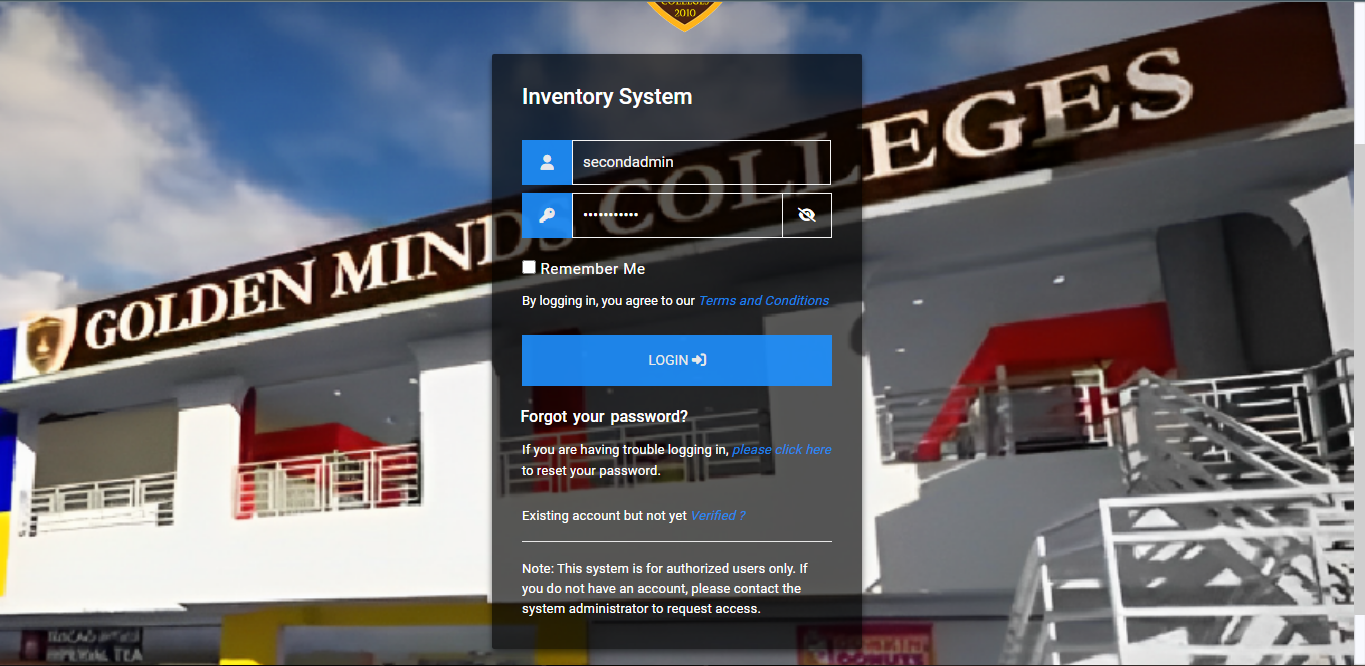 COLLEGES
2010
GOLDEN MINDS COLLEGES
Inventory System
secondadmin
•••••••••••
Remember Me
By logging in, you agree to our Terms and Conditions
LOGIN
Forgot your password?
If you are having trouble logging in, please click here
to reset your password.
Existing account but not yet Verified ?
Note: This system is for authorized users only. If
you do not have an account, please contact the
system administrator to request access.